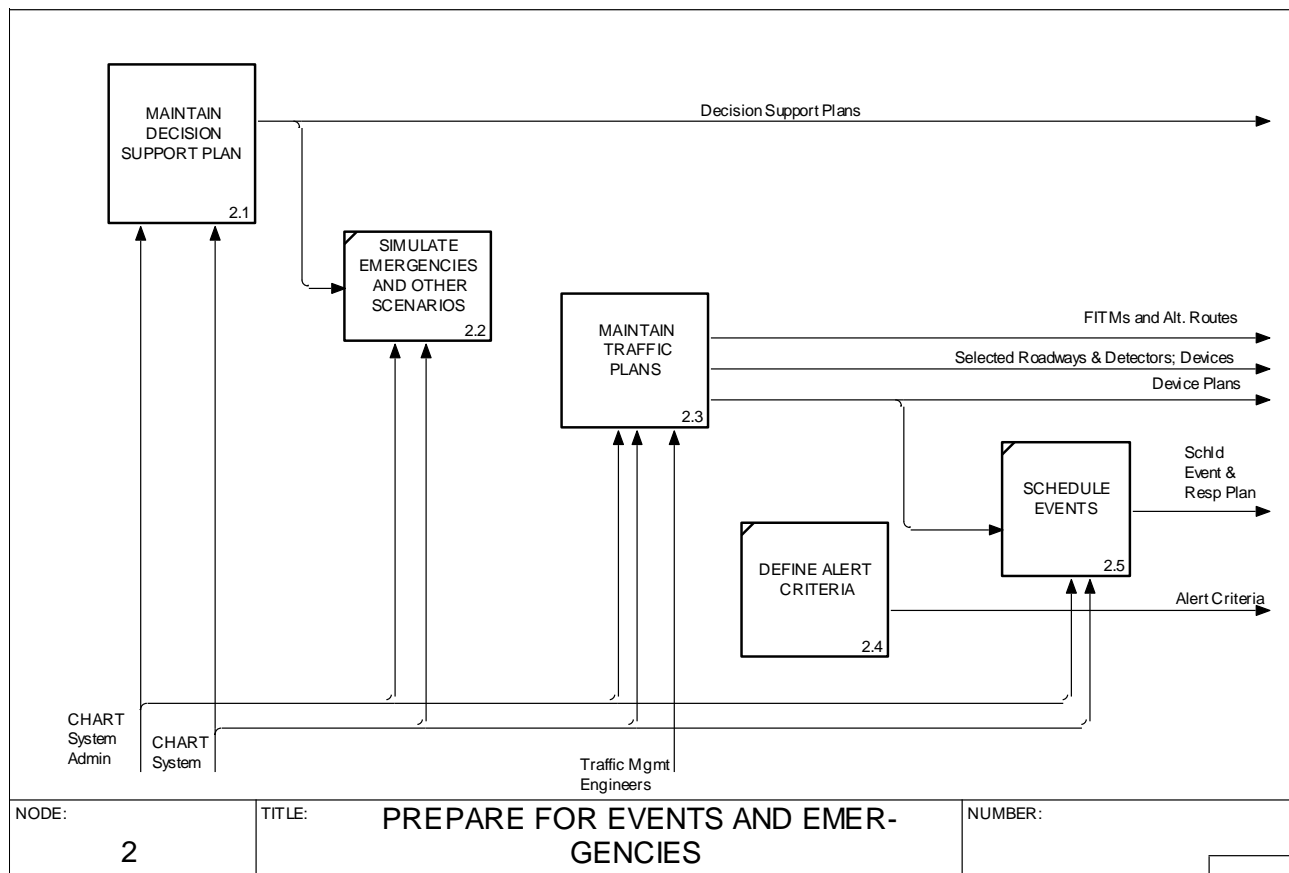 MAINTAIN
DECISION
SUPPORT PLAN
2.1
Decision Support Plans
SIMULATE
EMERGENCIES
AND OTHER
SCENARIOS
2.2
MAINTAIN
TRAFFIC
PLANS
2.3
FITMs and Alt. Routes
Selected Roadways & Detectors; Devices
Device Plans
SCHEDULE
EVENTS
2.5
Schld
Event &
Resp Plan
DEFINE ALERT
CRITERIA
2.4
Alert Criteria
CHART
System
Admin
CHART
System
Traffic Mgmt
Engineers
NODE:
2
TITLE:
PREPARE FOR EVENTS AND EMER-
GENCIES
NUMBER: